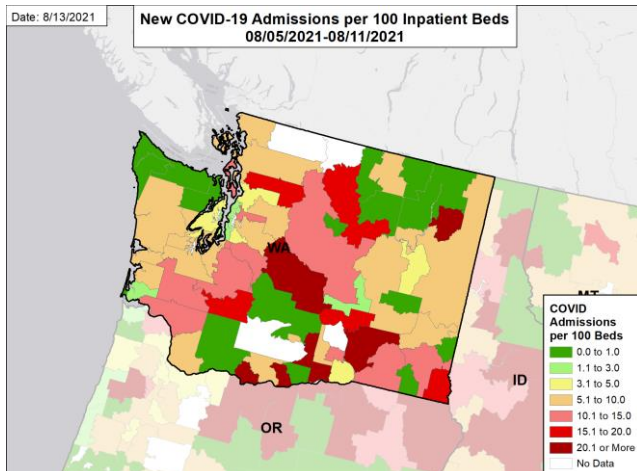 Date: 8/13/2021
New COVID-19 Admissions per 100 Inpatient Beds
08/05/2021-08/11/2021
WA
MT
ID
OR
COVID
Admissions
per 100 Beds
0.0 to 1.0
1.1 to 3.0
3.1 to 5.0
5.1 to 10.0
10.1 to 15.0
15.1 to 20.0
20.1 or More
No Data